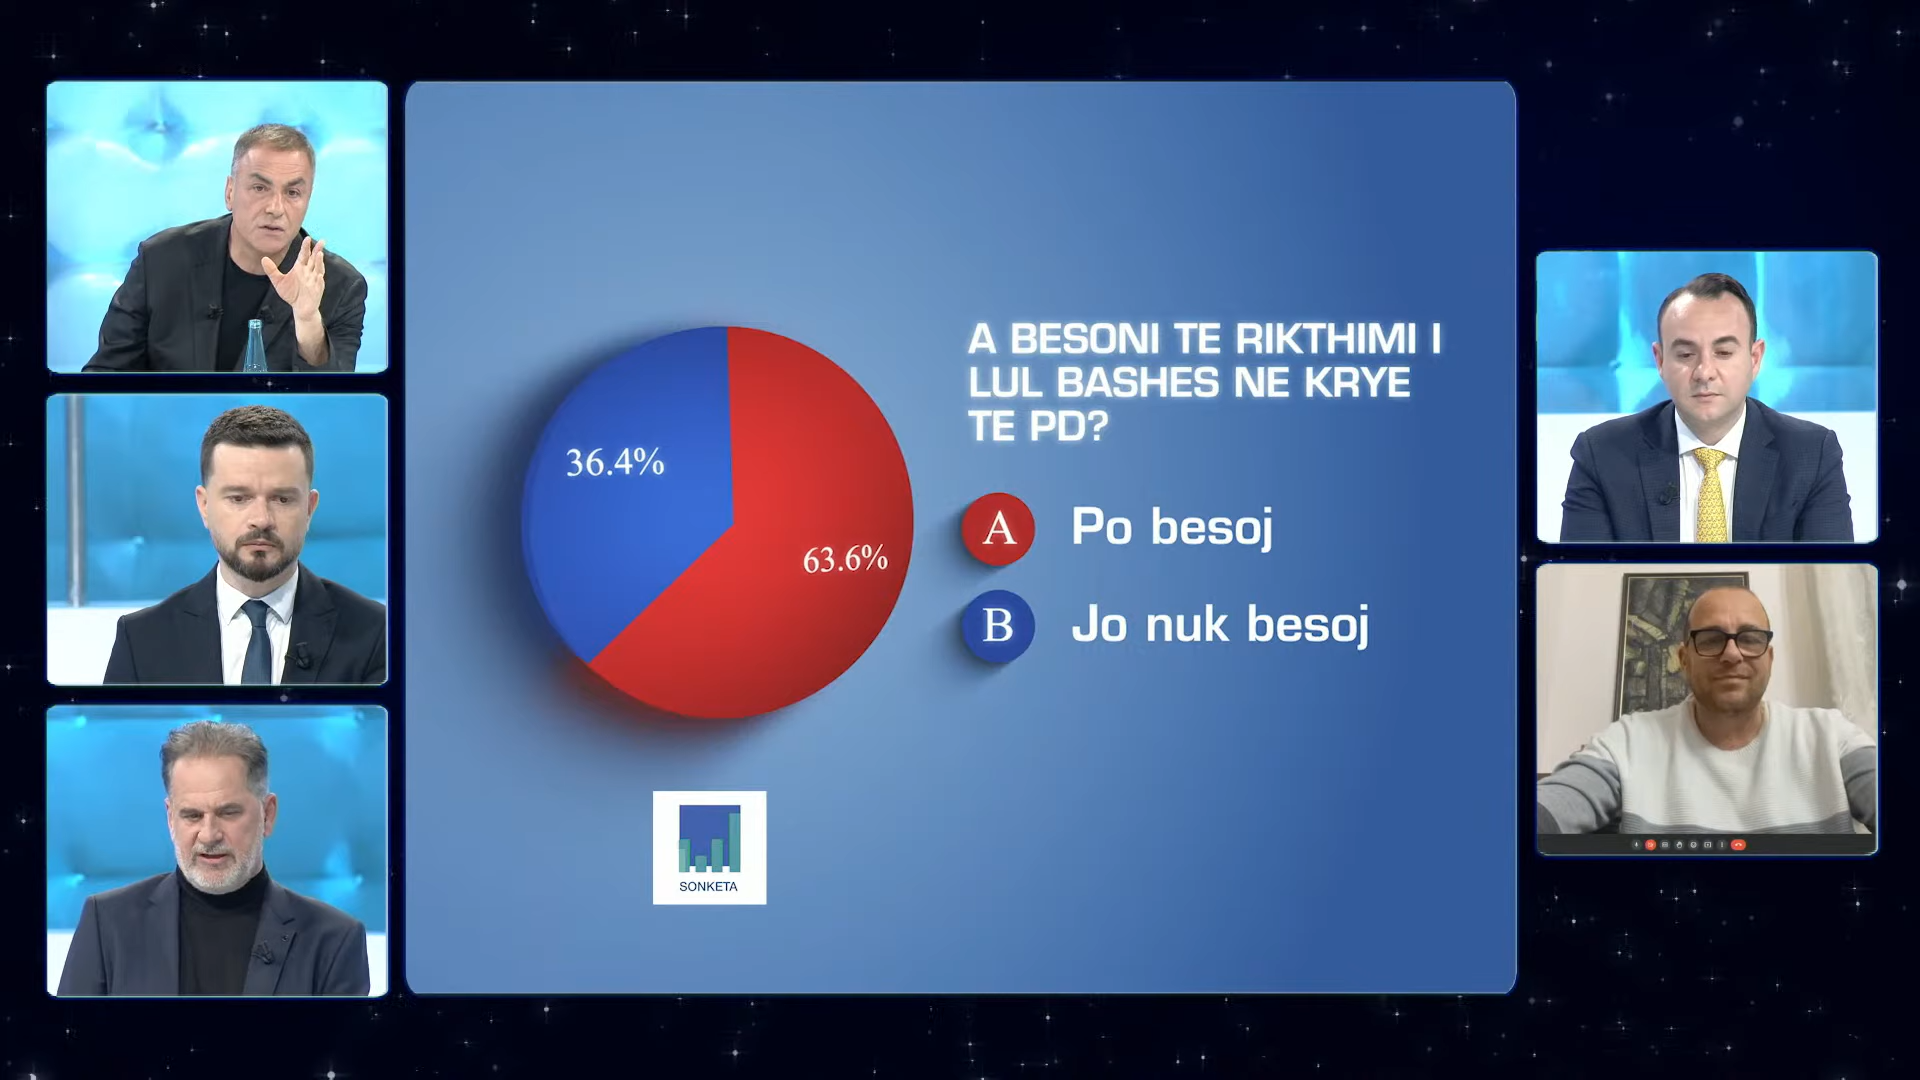 A BESONI TE RIKTHIMI I
LUL BASHES NE KRYE
TE PD?
36.4%
63.6%
A Po besoj
B Jo nuk besoj
SONKETA